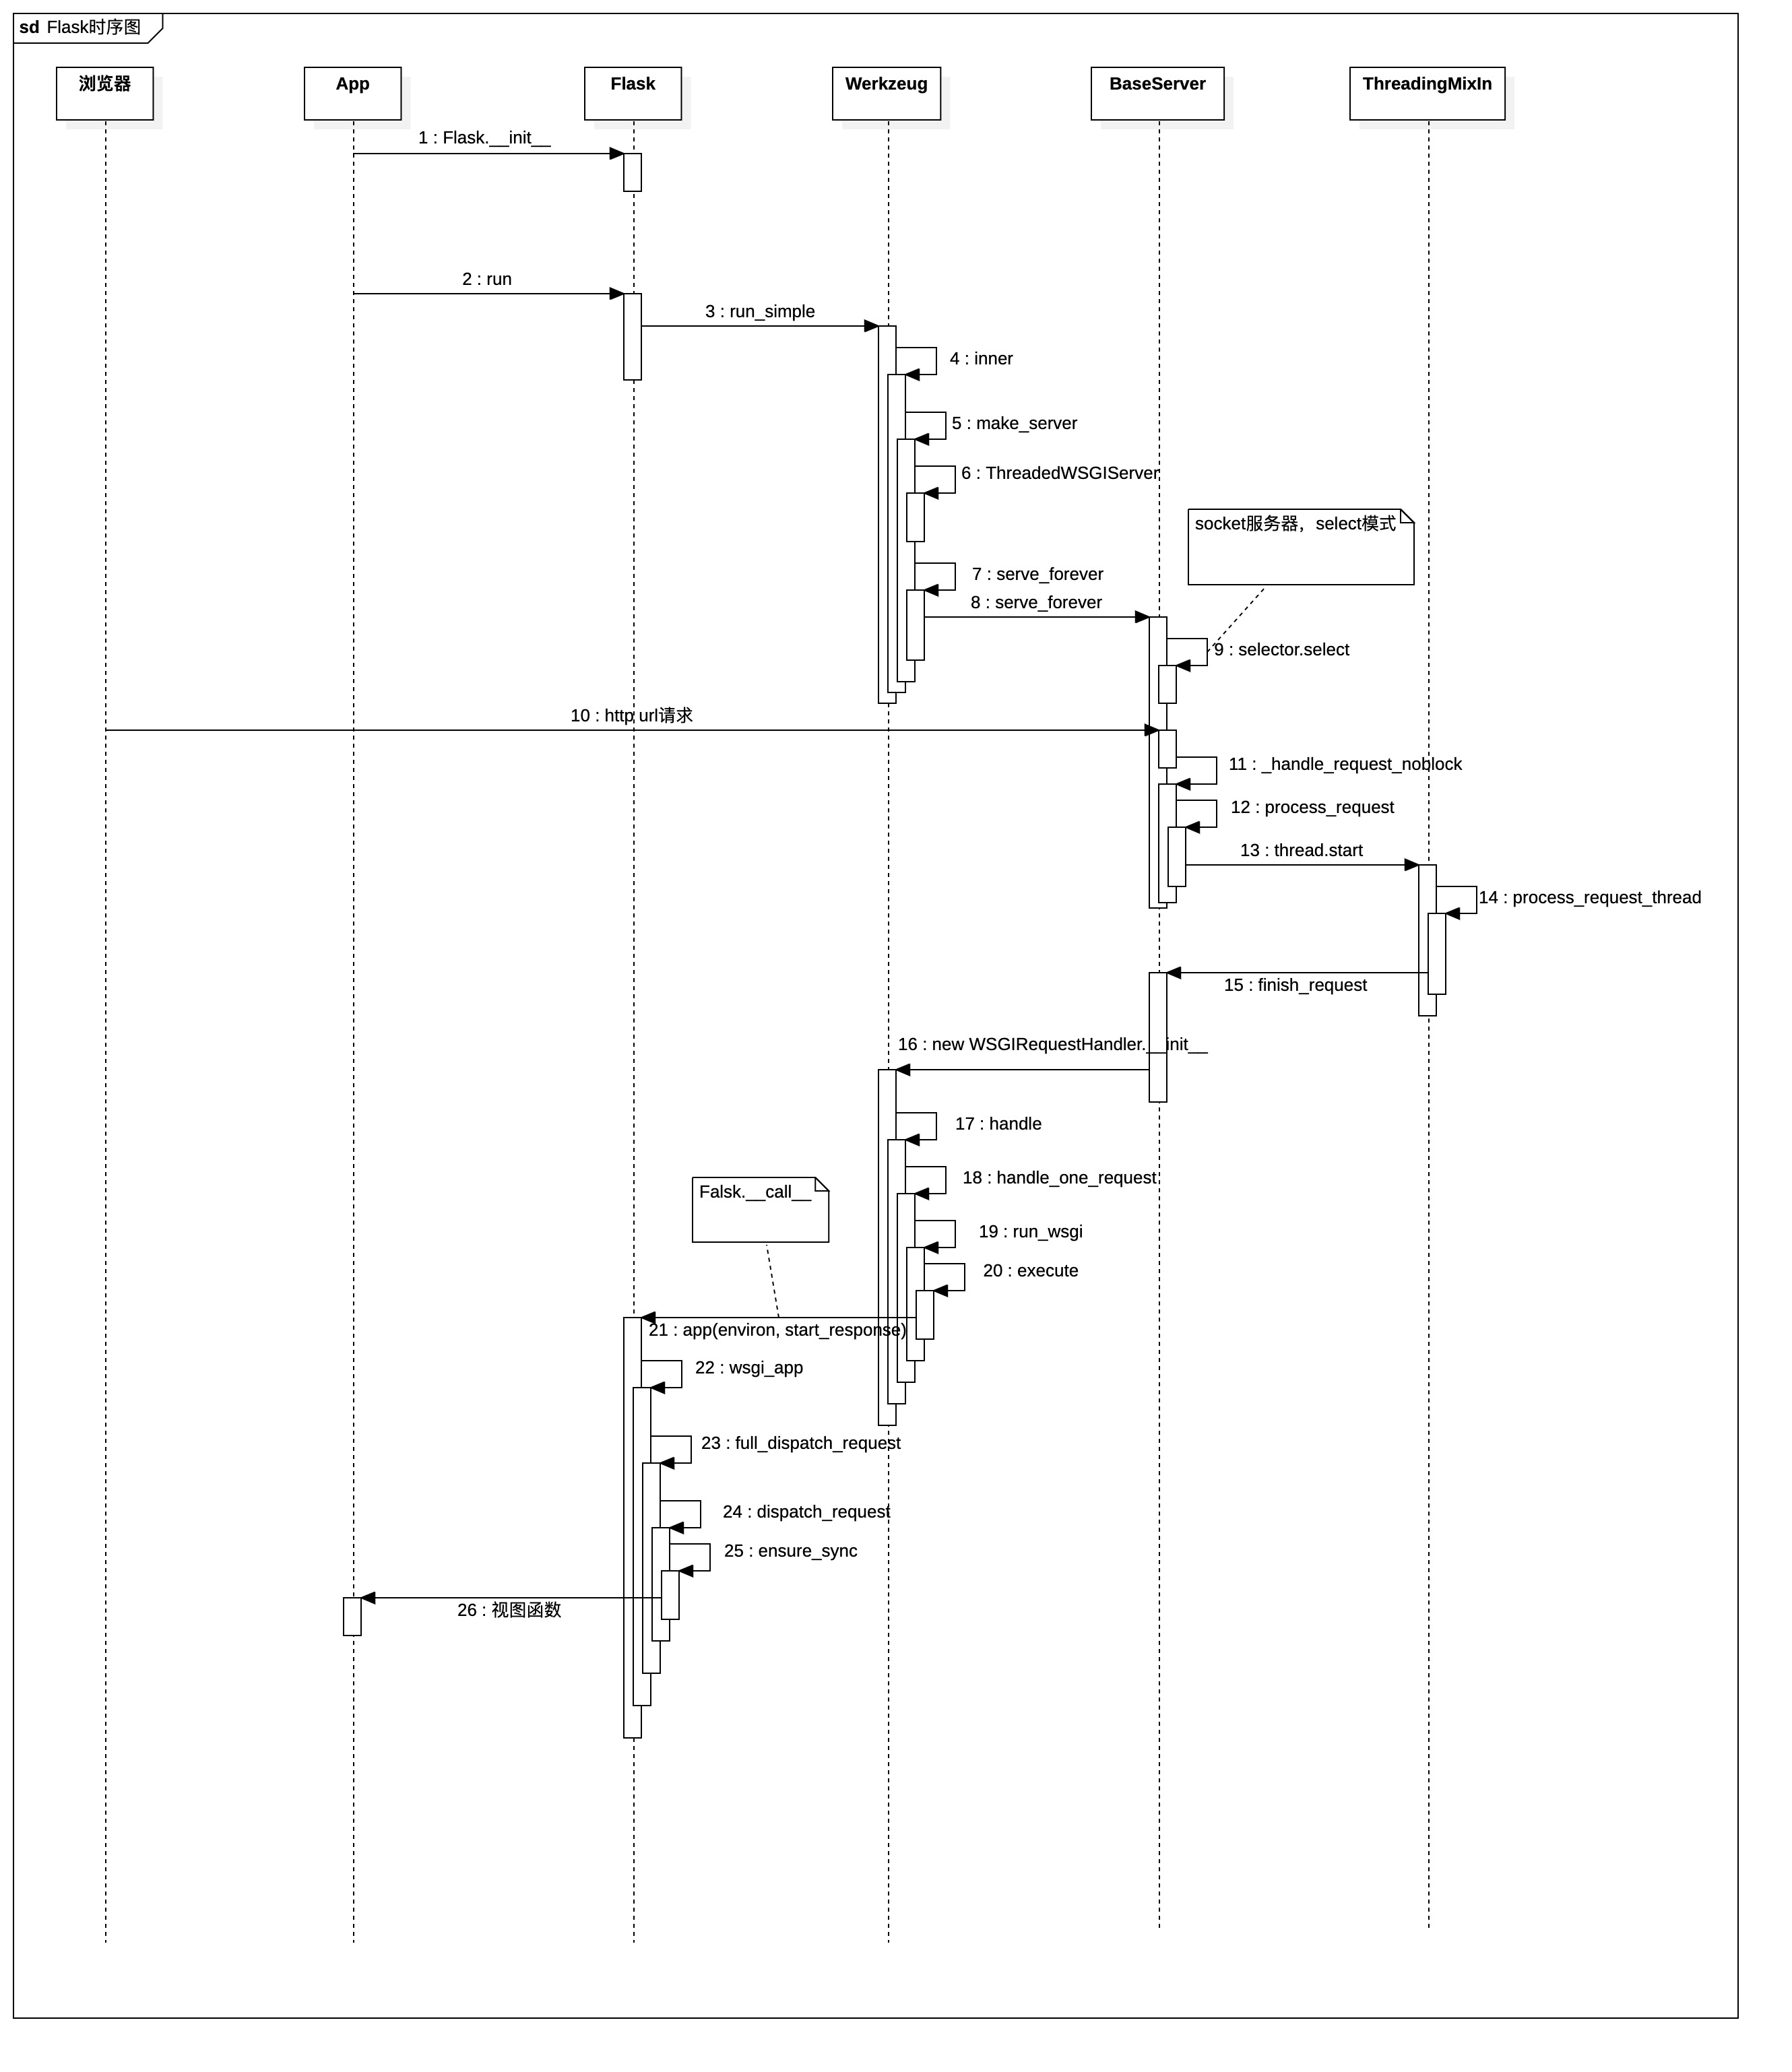 sd Flask时序图
浏览器
App
Flask
Werkzeug
BaseServer
ThreadingMixIn
1 : Flask.__init__
2 : run
3 : run_simple
4 : inner
5 : make_server
6 : ThreadedWSGIServer
socket服务器，select模式
7 : serve_forever
8 : serve_forever
9 : selector.select
10 : http url请求
11 : _handle_request_noblock
12 : process_request
13 : thread.start
14 : process_request_thread
15 : finish_request
16 : new WSGIRequestHandler.__init__
17 : handle
18 : handle_one_request
Falsk.__call__
19 : run_wsgi
20 : execute
21 : app(environ, start_response)
22 : wsgi_app
23 : full_dispatch_request
24 : dispatch_request
25 : ensure_sync
26 : 视图函数